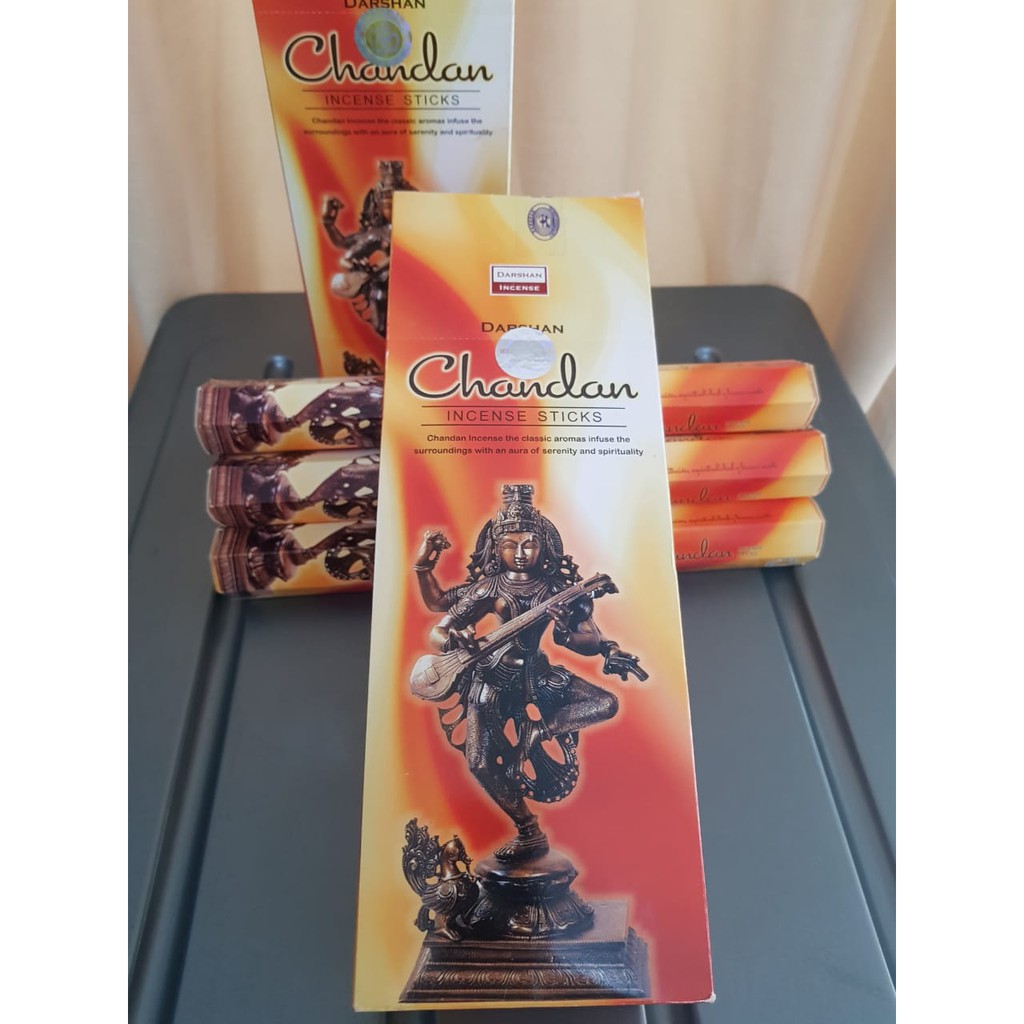 DARSHAN
Chandan
INCENSE STICKS
Chandan Incense the classic aromas infuse the
surroundings with an aura of serenity and spirituality
DARSHAN
INCENSE
DARSHAN
Chandan
INCENSE STICKS
Chandan Incense the classic aromas infuse the
surroundings with an aura of serenity and spirituality
ndan
ndan